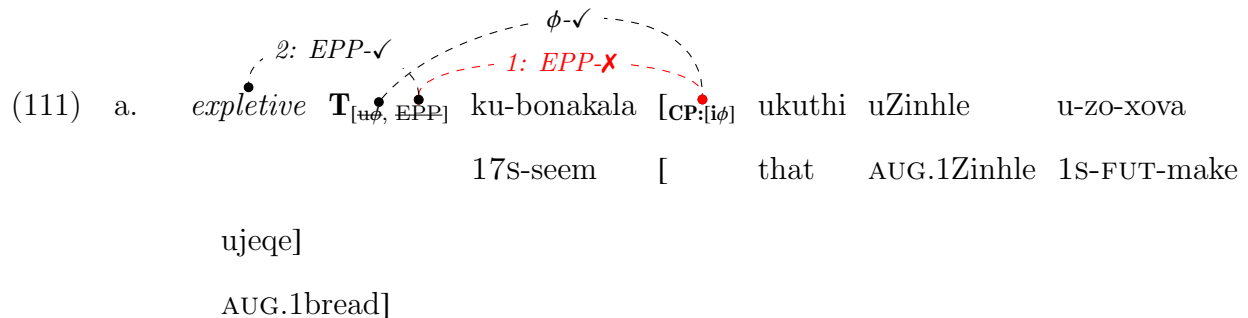 ϕ-✓
2: EPP-✓
1: EPP-✗
(111) a. expletive T[uϕ, EPP] ku-bonakala [CP:[iϕ] ukuthi uZinhle u-zo-xova
17S-seem [ that AUG.1Zinhle 1S-FUT-make
ujeqe]
AUG.1bread]